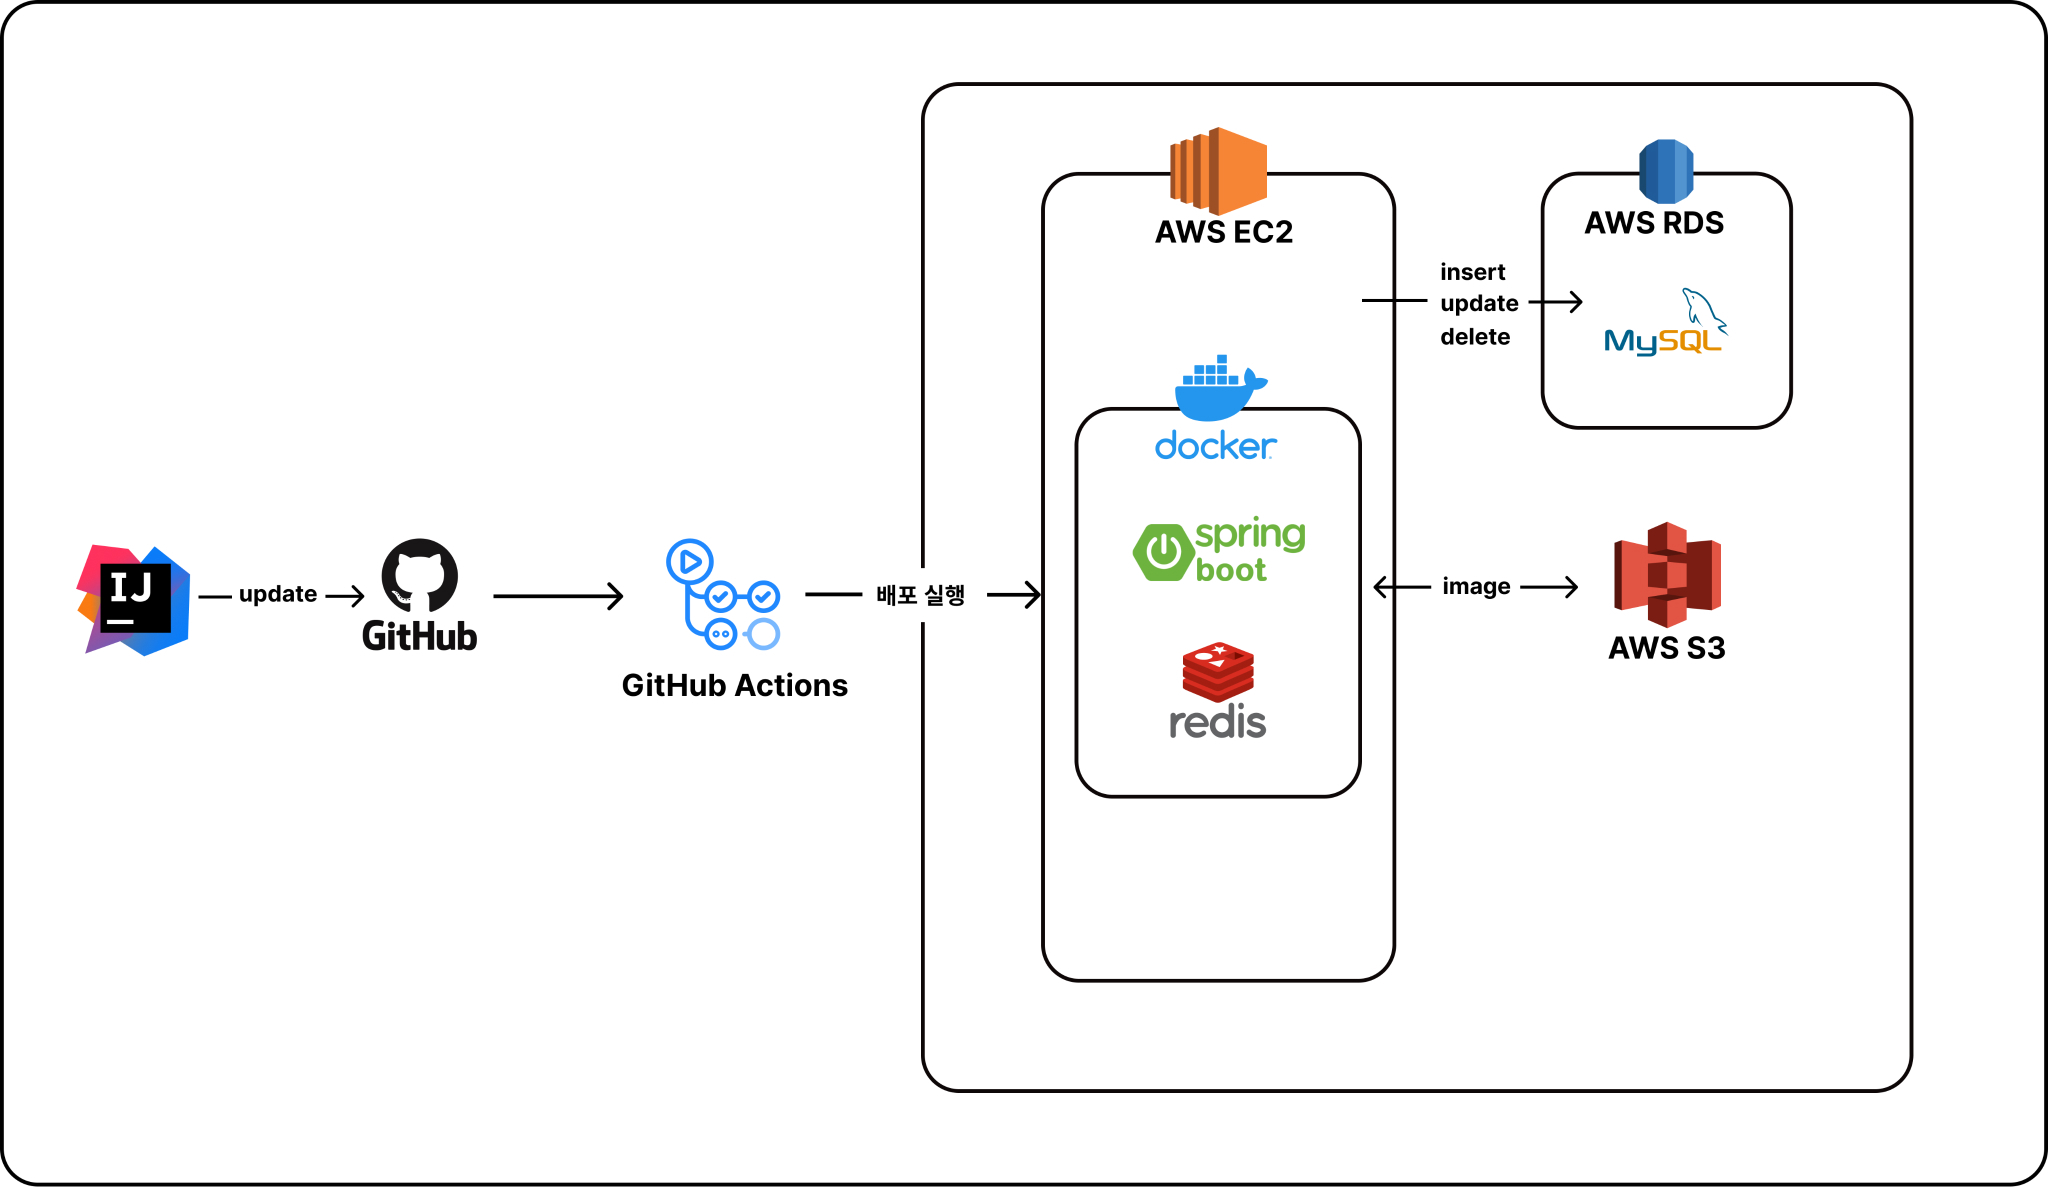 IJ
update
GitHub
GitHub Actions
배포 실행
AWS EC2
docker
spring
boot
redis
insert
update
delete
AWS RDS
MySQL
image
AWS S3